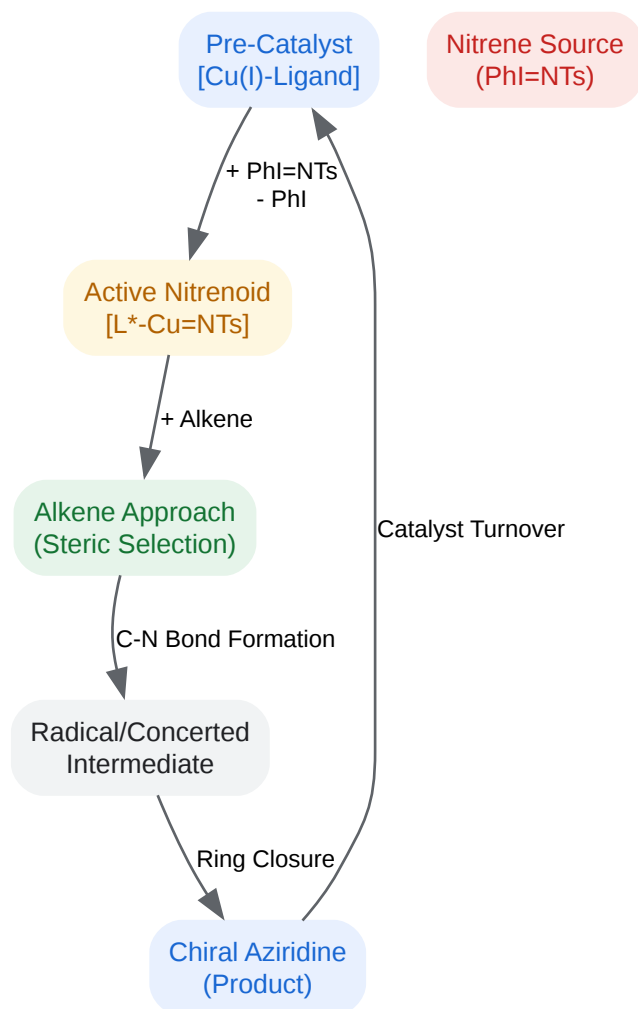 Pre-Catalyst
[Cu(I)-Ligand]
Nitrene Source
(PhI=NTs)
+ PhI=NTs
- PhI
Active Nitrenoid
[L*-Cu=NTs]
+ Alkene
Alkene Approach
(Steric Selection)
Catalyst Turnover
C-N Bond Formation
Radical/Concerted
Intermediate
Ring Closure
Chiral Aziridine
(Product)